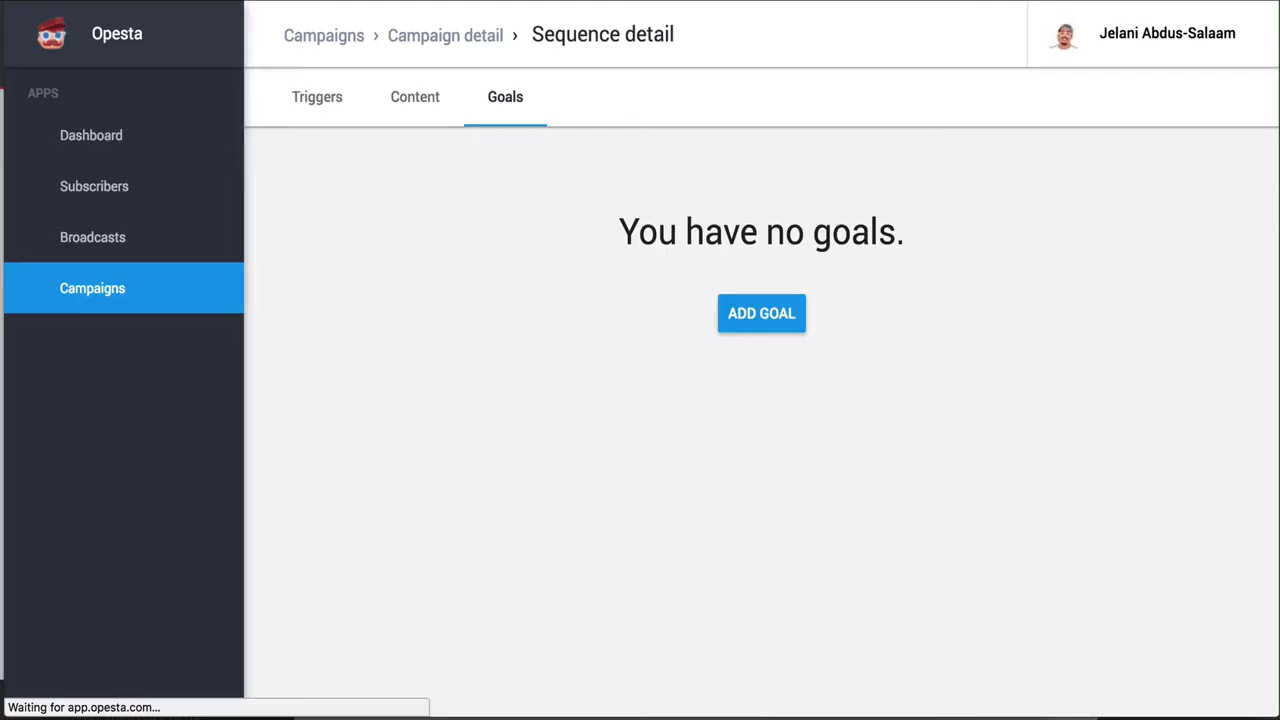 Opesta
Campaigns › Campaign detail › Sequence detail
Jelani Abdus-Salaam
APPS
Dashboard
Subscribers
Broadcasts
Campaigns
Triggers
Content
Goals
You have no goals.
ADD GOAL
Waiting for app.opesta.com...